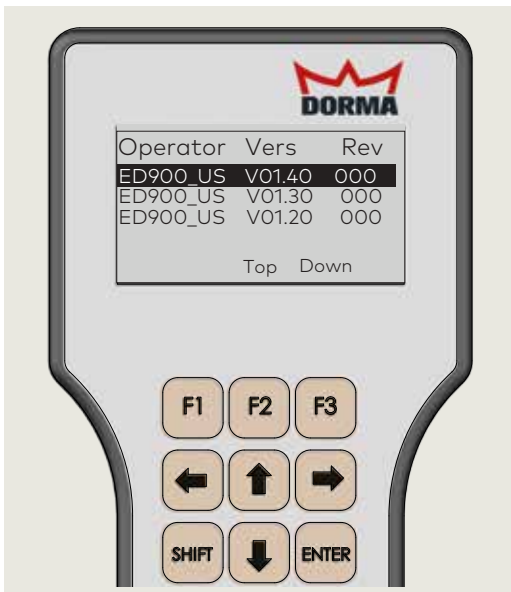 DORMA
Operator Vers Rev
ED900_US V01.40 000
ED900_US V01.30 000
ED900_US V01.20 000
Top Down
F1 F2 F3
SHIFT ENTER